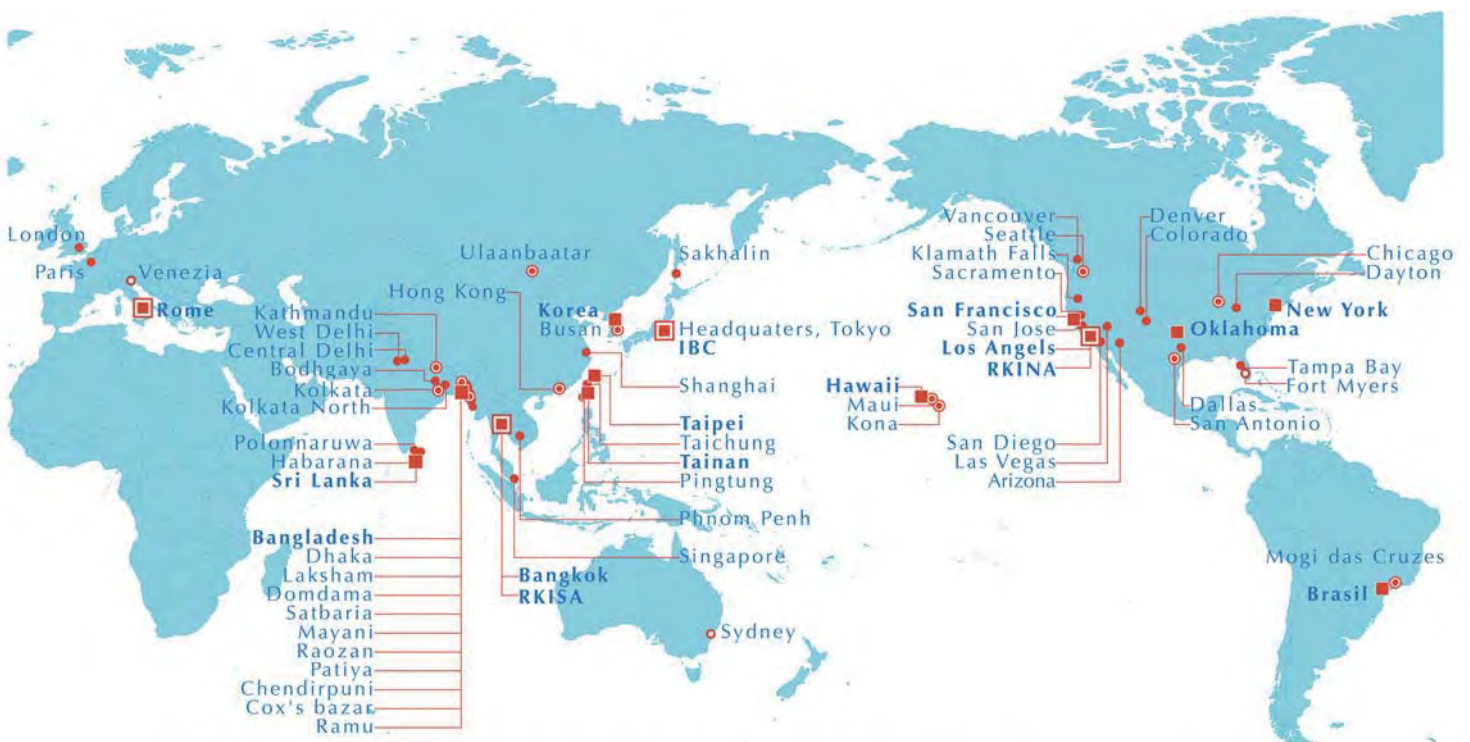 London
Paris
Venezia
Rome
Ulaanbaatar
Hong Kong
Sakhalin
Korea
Busan
Headquaters, Tokyo
IBC
Kathmandu
West Delhi
Central Delhi
Bodhgaya
Kolkata
Kolkata North
Polonnaruwa
Habarana
Sri Lanka
Bangladesh
Dhaka
Laksham
Domdama
Satbaria
Mayani
Raozan
Patiya
Chendirpuni
Cox's bazar
Ramu
Shanghai
Taipei
Taichung
Tainan
Pingtung
Phnom Penh
Singapore
Bangkok
RKISA
Sydney
Vancouver
Seattle
Klamath Falls
Sacramento
San Francisco
San Jose
Los Angels
RKINA
Hawaii
Maui
Kona
San Diego
Las Vegas
Arizona
Denver
Colorado
Chicago
Dayton
New York
Oklahoma
Tampa Bay
Fort Myers
Dallas
San Antonio
Mogi das Cruzes
Brasil